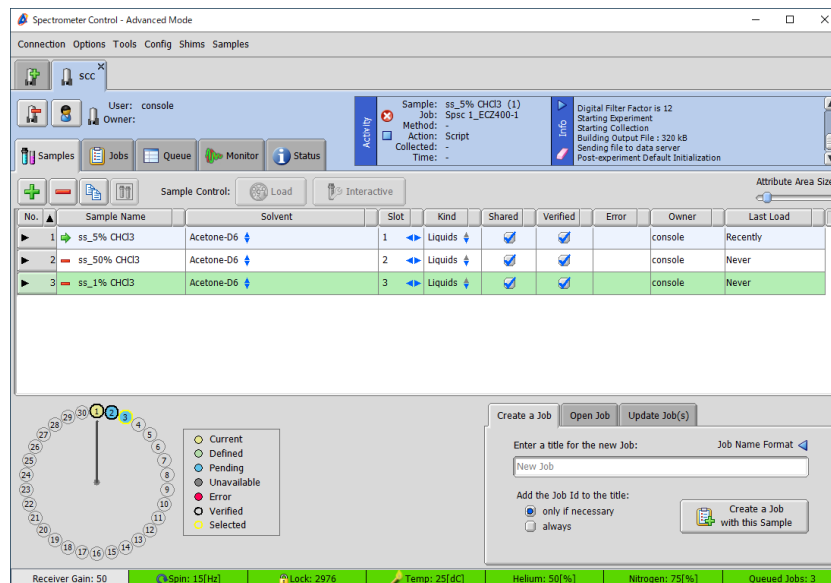 Spectrometer Control - Advanced Mode
Connection Options Tools Config Shims Samples
scc
User: console
Owner:
Activity
Sample: ss_5% CHCl3 (1)
Job: Spsc 1_ECZ400-1
Method: -
Action: Script
Collected: -
Time: -
Info
Digital Filter Factor is 12
Starting Experiment
Starting Collection
Building Output File : 320 kB
Sending file to data server
Post-experiment Default Initialization
Samples Jobs Queue Monitor Status
Sample Control: Load Interactive
Attribute Area Size
No. Sample Name Solvent Slot Kind Shared Verified Error Owner Last Load
1 ss_5% CHCl3 Acetone-D6 1 Liquids console Recently
2 ss_50% CHCl3 Acetone-D6 2 Liquids console Never
3 ss_1% CHCl3 Acetone-D6 3 Liquids console Never
1 2 3 4 5 6 7 8 9 10 11 12 13 14 15 16 17 18 19 20 21 22 23 24 25 26 27 28 29 30
Current
Defined
Pending
Unavailable
Error
Verified
Selected
Create a Job Open Job Update Job(s)
Enter a title for the new Job: Job Name Format
New Job
Add the Job Id to the title:
only if necessary
always
Create a Job
with this Sample
Receiver Gain: 50 Spin: 15[Hz] Lock: 2976 Temp: 25[dC] Helium: 50[%] Nitrogen: 75[%] Queued Jobs: 3